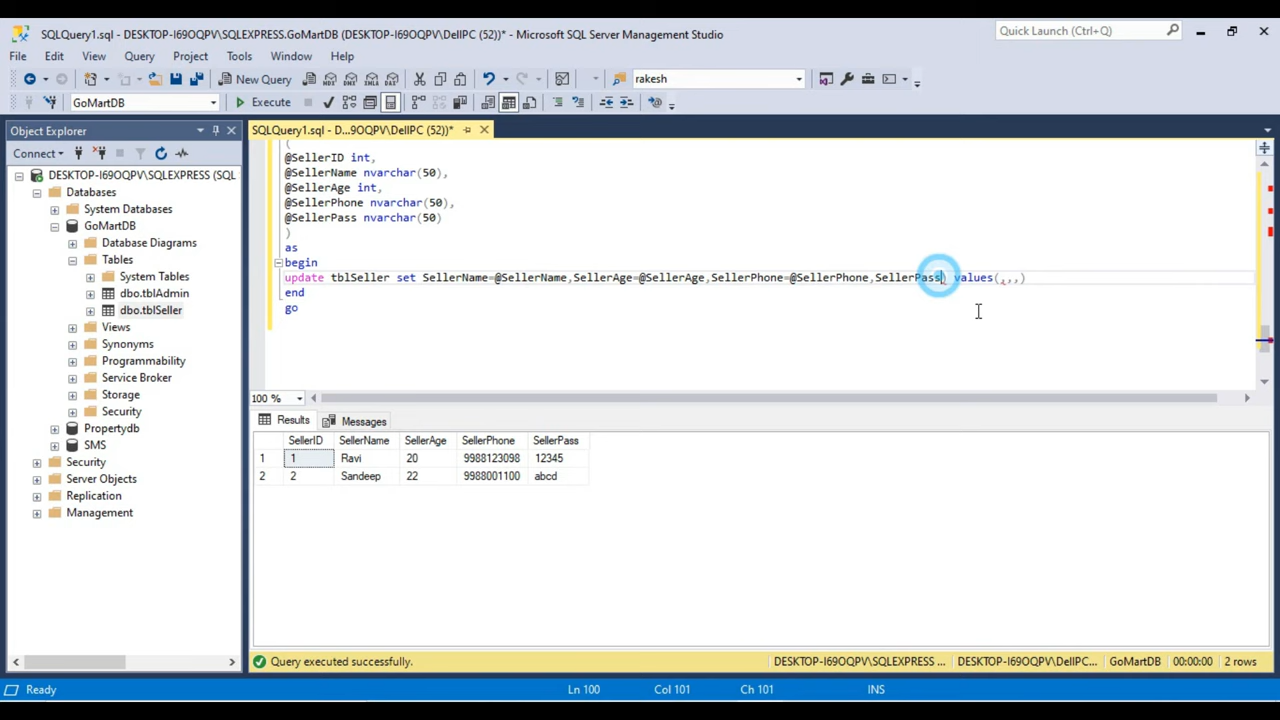 SQLQuery1.sql - DESKTOP-I69OQPV\SQLEXPRESS.GoMartDB (DESKTOP-I69OQPV\DellPC (52))* - Microsoft SQL Server Management Studio
Quick Launch (Ctrl+Q)
File Edit View Query Project Tools Window Help
New Query
MDX DMX XMLA DAX
rakesh
GoMartDB
Execute
Object Explorer
SQLQuery1.sql - D...9OQPV\DellPC (52))*
Connect
DESKTOP-I69OQPV\SQLEXPRESS (SQL
Databases
System Databases
GoMartDB
Database Diagrams
Tables
System Tables
dbo.tblAdmin
dbo.tblSeller
Views
Synonyms
Programmability
Service Broker
Storage
Security
Propertydb
SMS
Security
Server Objects
Replication
Management
(
@SellerID int,
@SellerName nvarchar(50),
@SellerAge int,
@SellerPhone nvarchar(50),
@SellerPass nvarchar(50)
)
as
begin
update tblSeller set SellerName=@SellerName,SellerAge=@SellerAge,SellerPhone=@SellerPhone,SellerPass) values(,,,)
end
go
100 %
Results Messages
SellerID SellerName SellerAge SellerPhone SellerPass
1 1 Ravi 20 9988123098 12345
2 2 Sandeep 22 9988001100 abcd
Query executed successfully.
DESKTOP-I69OQPV\SQLEXPRESS ... DESKTOP-I69OQPV\DellPC... GoMartDB 00:00:00 2 rows
Ready Ln 100 Col 101 Ch 101 INS